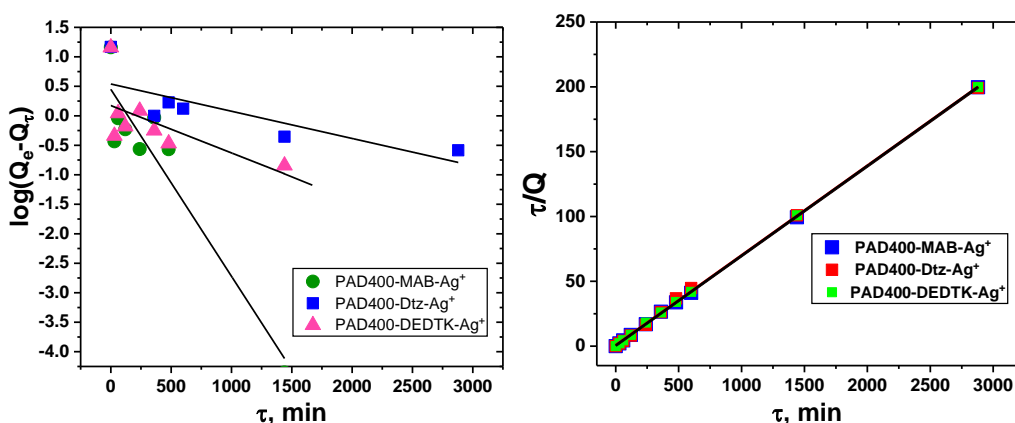 log(Qₑ-Q_τ)
1.5
1.0
0.5
0.0
-0.5
-1.0
-1.5
-2.0
-2.5
-3.0
-3.5
-4.0
0 500 1000 1500 2000 2500 3000
τ, min
PAD400-MAB-Ag⁺
PAD400-Dtz-Ag⁺
PAD400-DEDTK-Ag⁺
τ/Q
250
200
150
100
50
0
0 500 1000 1500 2000 2500 3000
τ, min
PAD400-MAB-Ag⁺
PAD400-Dtz-Ag⁺
PAD400-DEDTK-Ag⁺